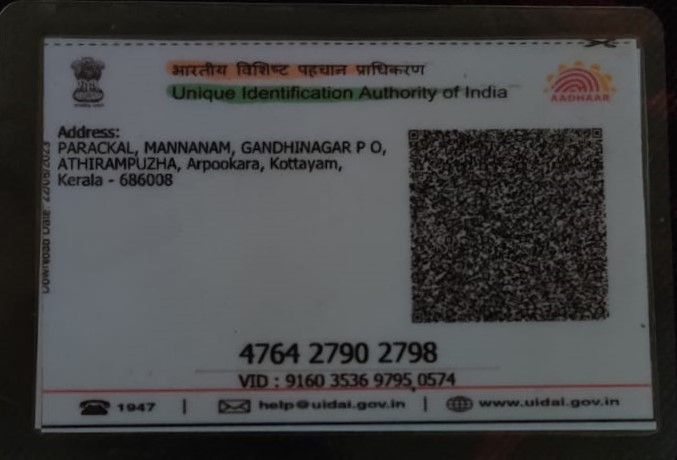 भारतीय विशिष्ट पहचान प्राधिकरण
Unique Identification Authority of India
AADHAAR
Address:
PARACKAL, MANNANAM, GANDHINAGAR P O,
ATHIRAMPUZHA, Arpookara, Kottayam,
Kerala - 686008
Download Date: 22/08/2023
4764 2790 2798
VID : 9160 3536 9795 0574
1947 | help@uidai.gov.in | www.uidai.gov.in